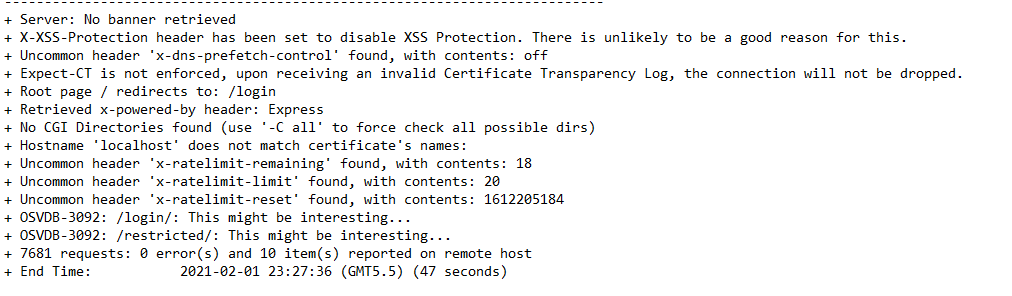 ---------------------------------------------------------------------------
+ Server: No banner retrieved
+ X-XSS-Protection header has been set to disable XSS Protection. There is unlikely to be a good reason for this.
+ Uncommon header 'x-dns-prefetch-control' found, with contents: off
+ Expect-CT is not enforced, upon receiving an invalid Certificate Transparency Log, the connection will not be dropped.
+ Root page / redirects to: /login
+ Retrieved x-powered-by header: Express
+ No CGI Directories found (use '-C all' to force check all possible dirs)
+ Hostname 'localhost' does not match certificate's names:
+ Uncommon header 'x-ratelimit-remaining' found, with contents: 18
+ Uncommon header 'x-ratelimit-limit' found, with contents: 20
+ Uncommon header 'x-ratelimit-reset' found, with contents: 1612205184
+ OSVDB-3092: /login/: This might be interesting...
+ OSVDB-3092: /restricted/: This might be interesting...
+ 7681 requests: 0 error(s) and 10 item(s) reported on remote host
+ End Time:           2021-02-01 23:27:36 (GMT5.5) (47 seconds)